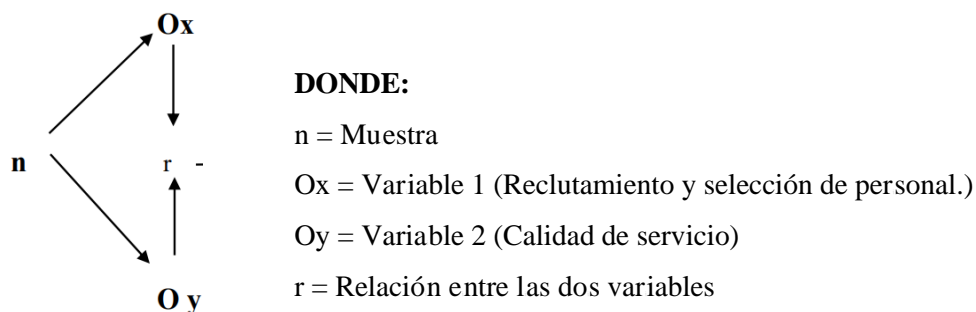 Ox
DONDE:
n = Muestra
n
r -
Ox = Variable 1 (Reclutamiento y selección de personal.)
Oy = Variable 2 (Calidad de servicio)
O y
r = Relación entre las dos variables